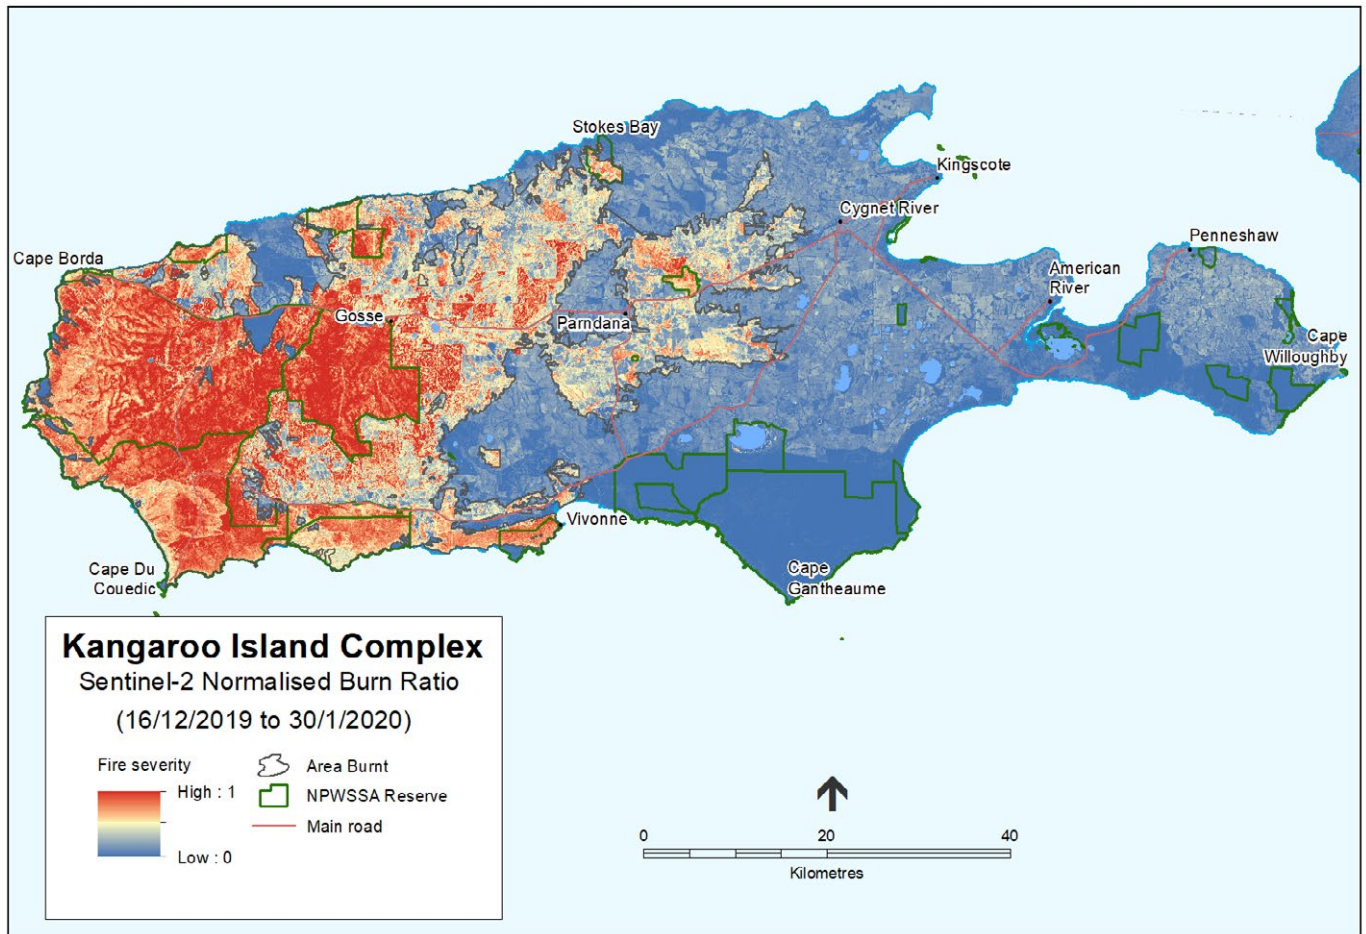 Stokes Bay
Kingscote
Cygnet River
Penneshaw
Cape Borda
American
River
Gosse
Parndana
Cape
Willoughby
Vivonne
Cape Du
Couedic
Cape
Gantheaume
Kangaroo Island Complex
Sentinel-2 Normalised Burn Ratio
(16/12/2019 to 30/1/2020)
Fire severity
High : 1
Low : 0
Area Burnt
NPWSSA Reserve
Main road
0 20 40
Kilometres